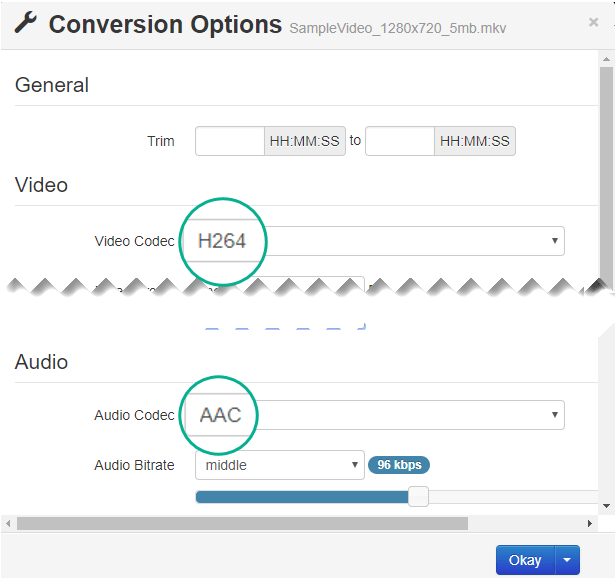 Conversion Options SampleVideo_1280x720_5mb.mkv ×
General
Trim HH:MM:SS to HH:MM:SS
Video
Video Codec H264
Audio
Audio Codec AAC
Audio Bitrate middle 96 kbps
Okay